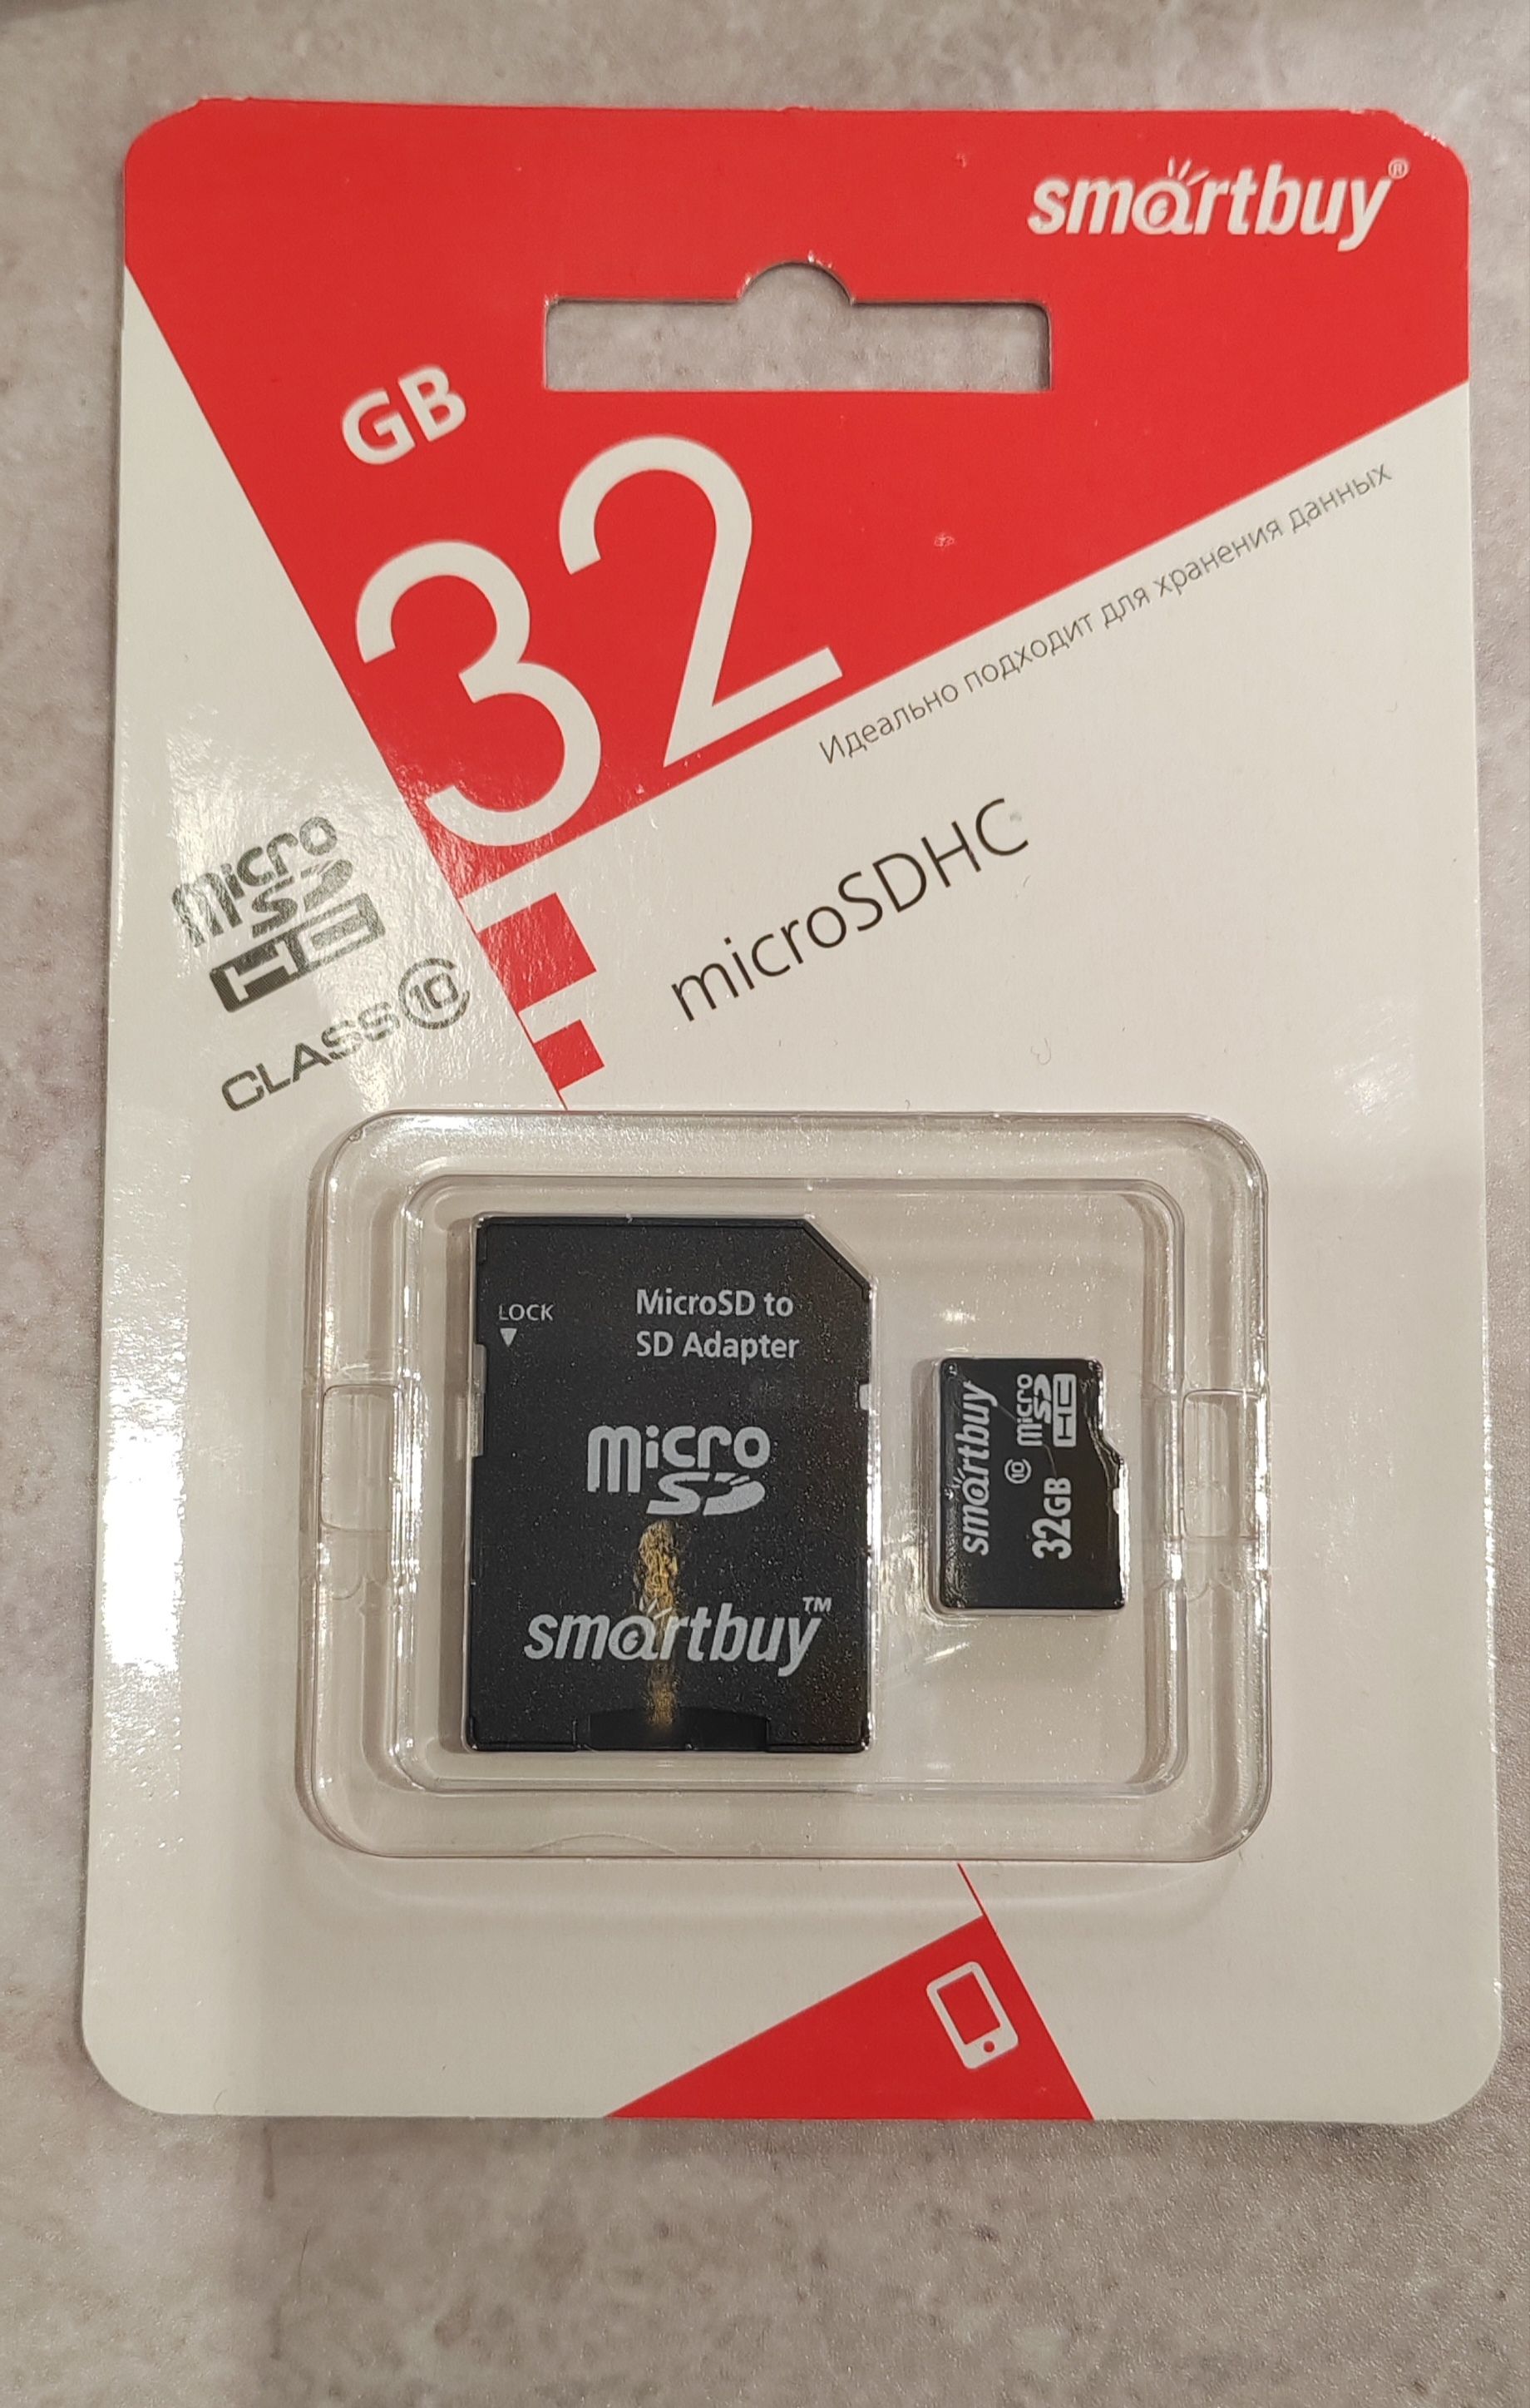 smartbuy®
GB
32
Идеально подходит для хранения данных
micro
SD
HC
CLASS 10
microSDHC
LOCK
MicroSD to
SD Adapter
micro
SD
smartbuy™
smartbuy
10 micro
SD
HC
32GB